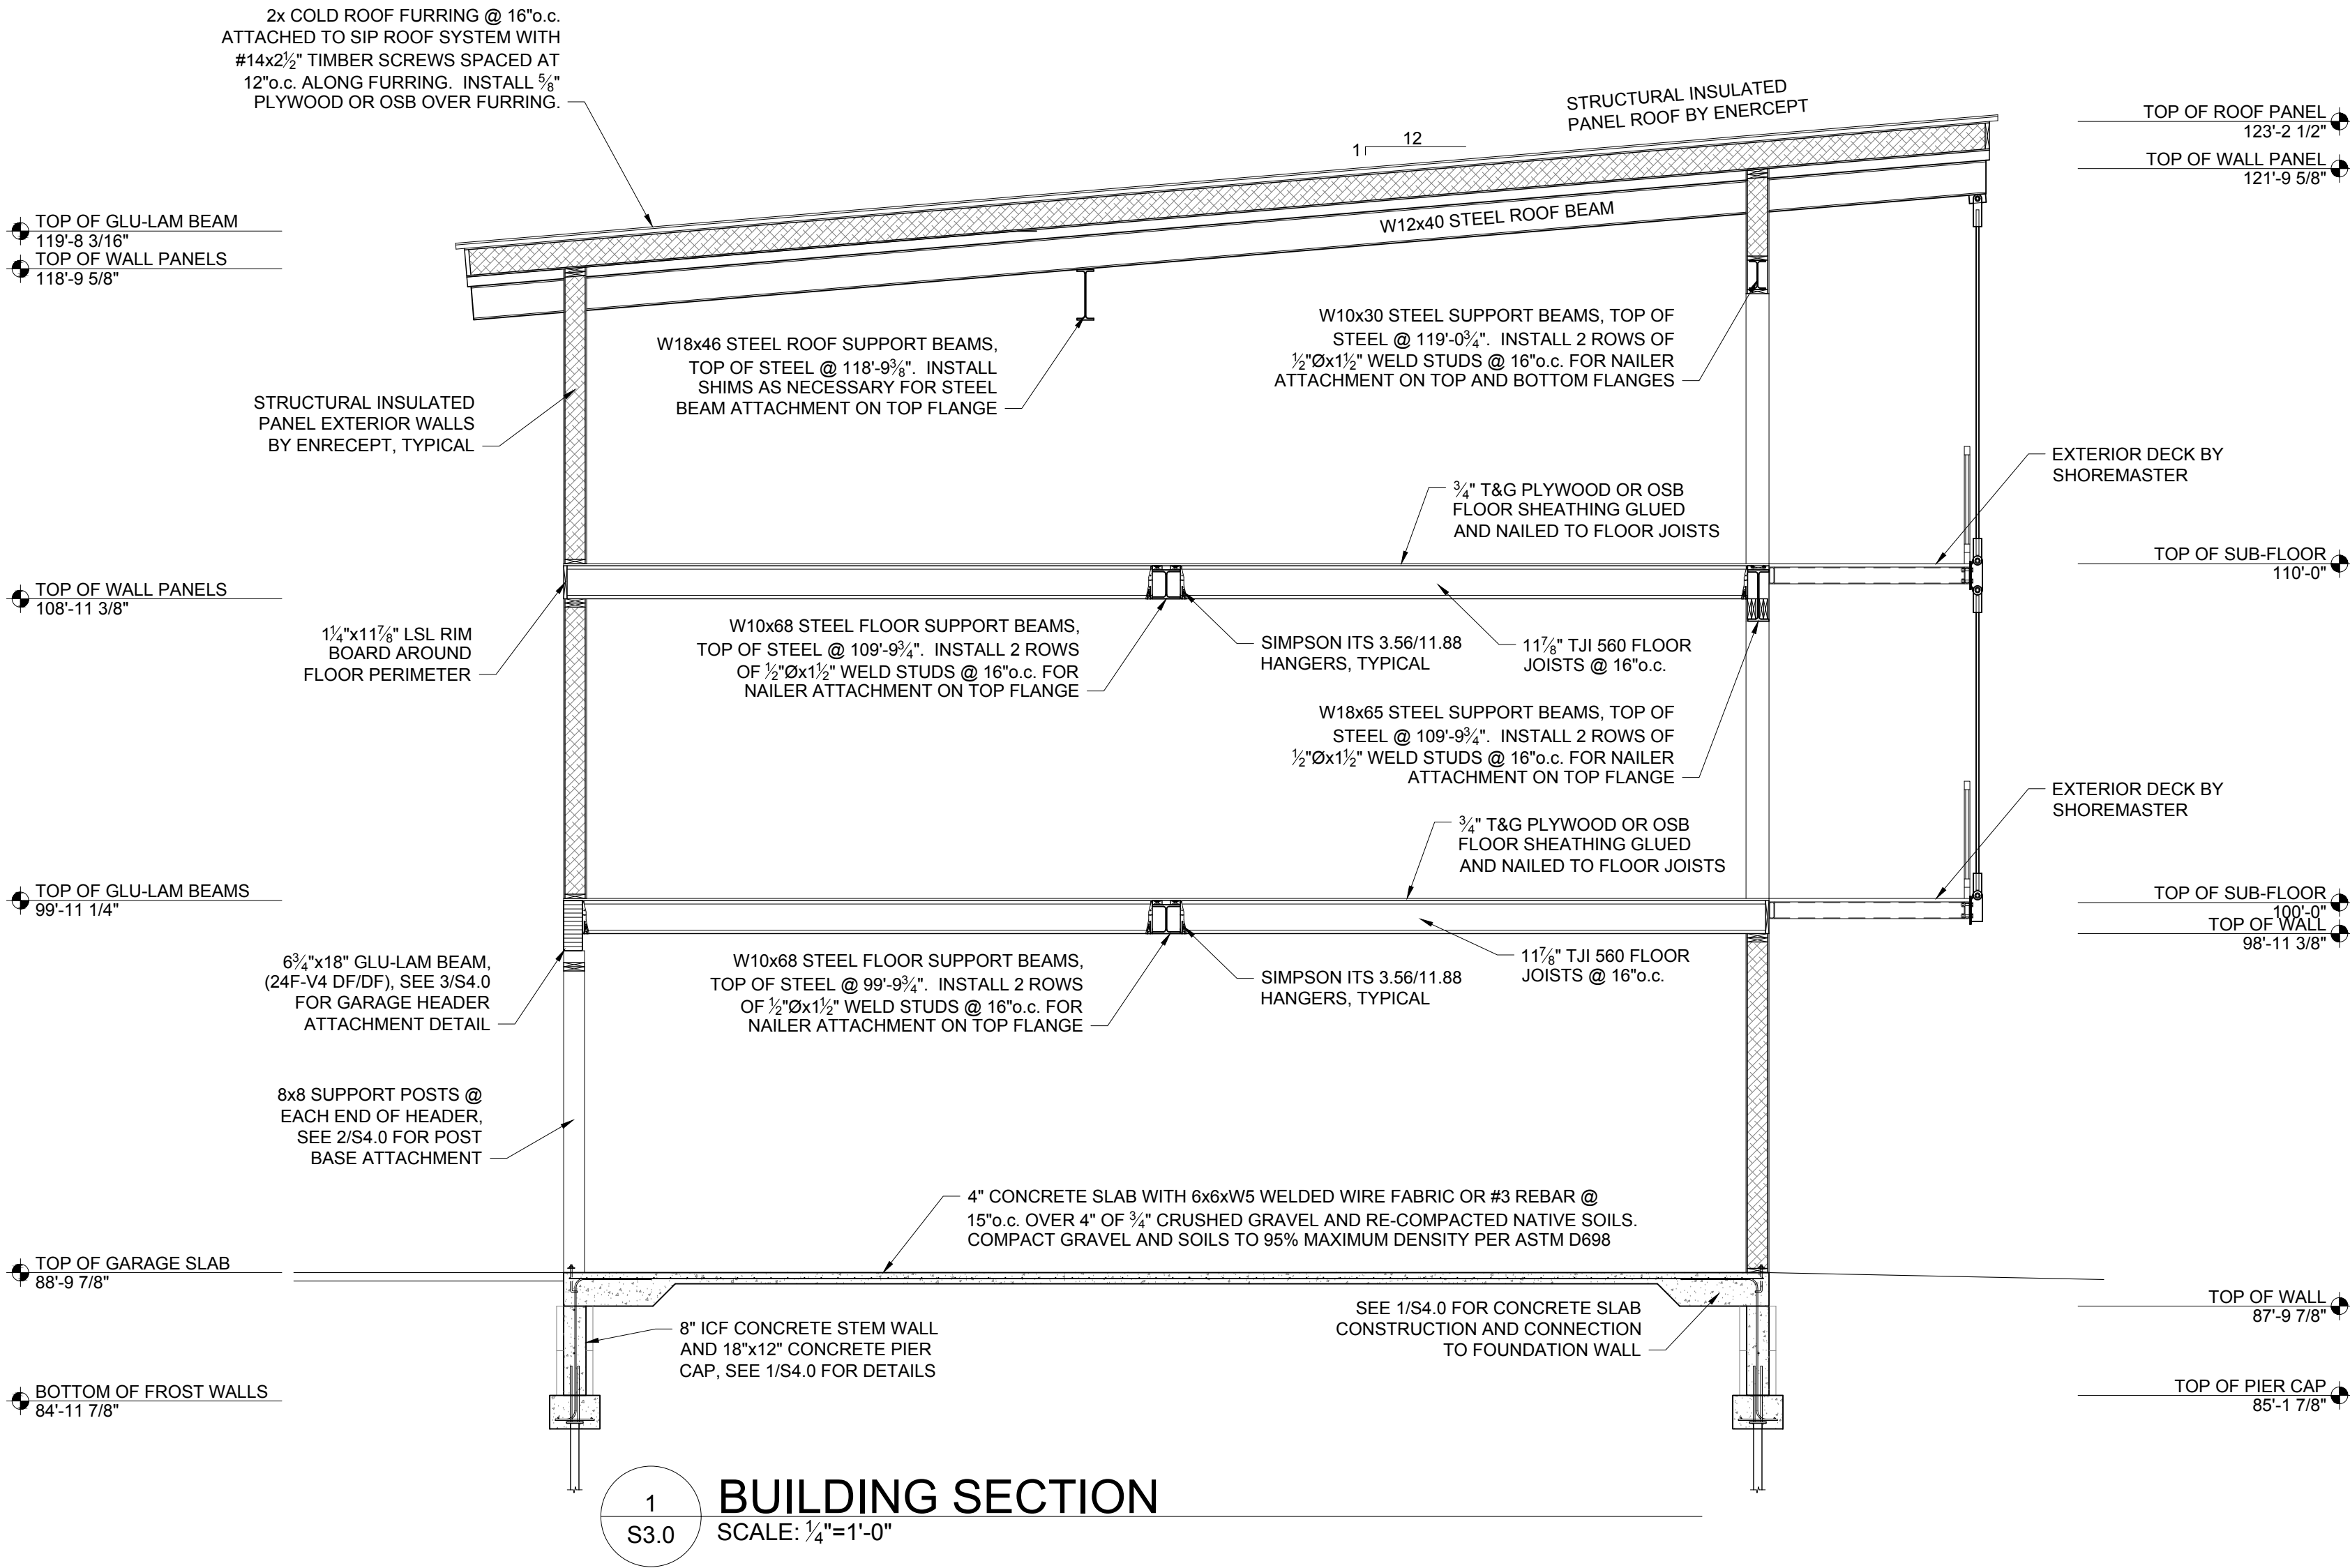 2x COLD ROOF FURRING @ 16"o.c.
ATTACHED TO SIP ROOF SYSTEM WITH
#14x2½" TIMBER SCREWS SPACED AT
12"o.c. ALONG FURRING. INSTALL ⅝"
PLYWOOD OR OSB OVER FURRING.
STRUCTURAL INSULATED
PANEL ROOF BY ENERCEPT
1
12
TOP OF ROOF PANEL
123'-2 1/2"
TOP OF WALL PANEL
121'-9 5/8"
TOP OF GLU-LAM BEAM
119'-8 3/16"
TOP OF WALL PANELS
118'-9 5/8"
W12x40 STEEL ROOF BEAM
W18x46 STEEL ROOF SUPPORT BEAMS,
TOP OF STEEL @ 118'-9⅜". INSTALL
SHIMS AS NECESSARY FOR STEEL
BEAM ATTACHMENT ON TOP FLANGE
W10x30 STEEL SUPPORT BEAMS, TOP OF
STEEL @ 119'-0¾". INSTALL 2 ROWS OF
½"Øx1½" WELD STUDS @ 16"o.c. FOR NAILER
ATTACHMENT ON TOP AND BOTTOM FLANGES
STRUCTURAL INSULATED
PANEL EXTERIOR WALLS
BY ENRECEPT, TYPICAL
EXTERIOR DECK BY
SHOREMASTER
¾" T&G PLYWOOD OR OSB
FLOOR SHEATHING GLUED
AND NAILED TO FLOOR JOISTS
TOP OF SUB-FLOOR
110'-0"
TOP OF WALL PANELS
108'-11 3/8"
1¼"x11⅞" LSL RIM
BOARD AROUND
FLOOR PERIMETER
W10x68 STEEL FLOOR SUPPORT BEAMS,
TOP OF STEEL @ 109'-9¾". INSTALL 2 ROWS
OF ½"Øx1½" WELD STUDS @ 16"o.c. FOR
NAILER ATTACHMENT ON TOP FLANGE
SIMPSON ITS 3.56/11.88
HANGERS, TYPICAL
11⅞" TJI 560 FLOOR
JOISTS @ 16"o.c.
W18x65 STEEL SUPPORT BEAMS, TOP OF
STEEL @ 109'-9¾". INSTALL 2 ROWS OF
½"Øx1½" WELD STUDS @ 16"o.c. FOR NAILER
ATTACHMENT ON TOP FLANGE
EXTERIOR DECK BY
SHOREMASTER
¾" T&G PLYWOOD OR OSB
FLOOR SHEATHING GLUED
AND NAILED TO FLOOR JOISTS
TOP OF GLU-LAM BEAMS
99'-11 1/4"
TOP OF SUB-FLOOR
100'-0"
TOP OF WALL
98'-11 3/8"
6¾"x18" GLU-LAM BEAM,
(24F-V4 DF/DF), SEE 3/S4.0
FOR GARAGE HEADER
ATTACHMENT DETAIL
W10x68 STEEL FLOOR SUPPORT BEAMS,
TOP OF STEEL @ 99'-9¾". INSTALL 2 ROWS
OF ½"Øx1½" WELD STUDS @ 16"o.c. FOR
NAILER ATTACHMENT ON TOP FLANGE
SIMPSON ITS 3.56/11.88
HANGERS, TYPICAL
11⅞" TJI 560 FLOOR
JOISTS @ 16"o.c.
8x8 SUPPORT POSTS @
EACH END OF HEADER,
SEE 2/S4.0 FOR POST
BASE ATTACHMENT
4" CONCRETE SLAB WITH 6x6xW5 WELDED WIRE FABRIC OR #3 REBAR @
15"o.c. OVER 4" OF ¾" CRUSHED GRAVEL AND RE-COMPACTED NATIVE SOILS.
COMPACT GRAVEL AND SOILS TO 95% MAXIMUM DENSITY PER ASTM D698
TOP OF GARAGE SLAB
88'-9 7/8"
8" ICF CONCRETE STEM WALL
AND 18"x12" CONCRETE PIER
CAP, SEE 1/S4.0 FOR DETAILS
SEE 1/S4.0 FOR CONCRETE SLAB
CONSTRUCTION AND CONNECTION
TO FOUNDATION WALL
TOP OF WALL
87'-9 7/8"
BOTTOM OF FROST WALLS
84'-11 7/8"
TOP OF PIER CAP
85'-1 7/8"
1
S3.0
BUILDING SECTION
SCALE: ¼"=1'-0"